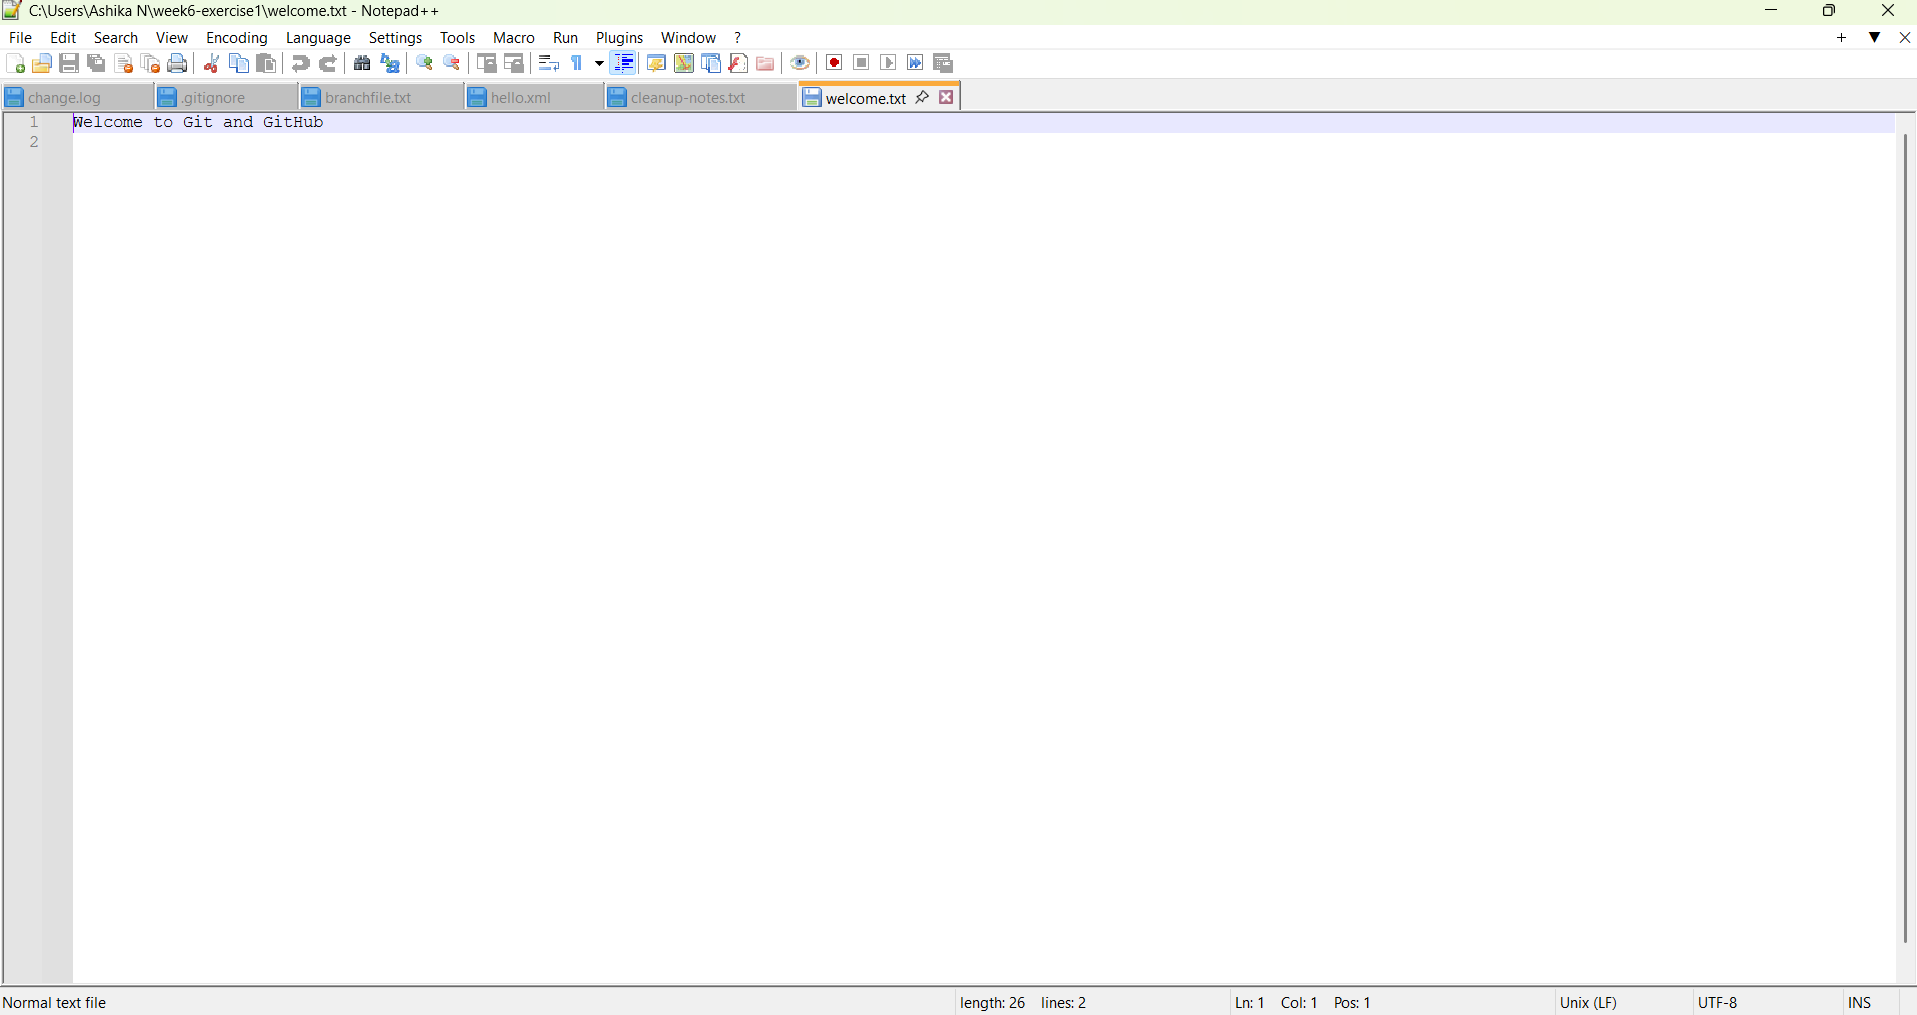 C:\Users\Ashika N\week6-exercise1\welcome.txt - Notepad++
File Edit Search View Encoding Language Settings Tools Macro Run Plugins Window ?
change.log .gitignore branchfile.txt hello.xml cleanup-notes.txt welcome.txt
1 Welcome to Git and GitHub
2
Normal text file length: 26 lines: 2 Ln: 1 Col: 1 Pos: 1 Unix (LF) UTF-8 INS